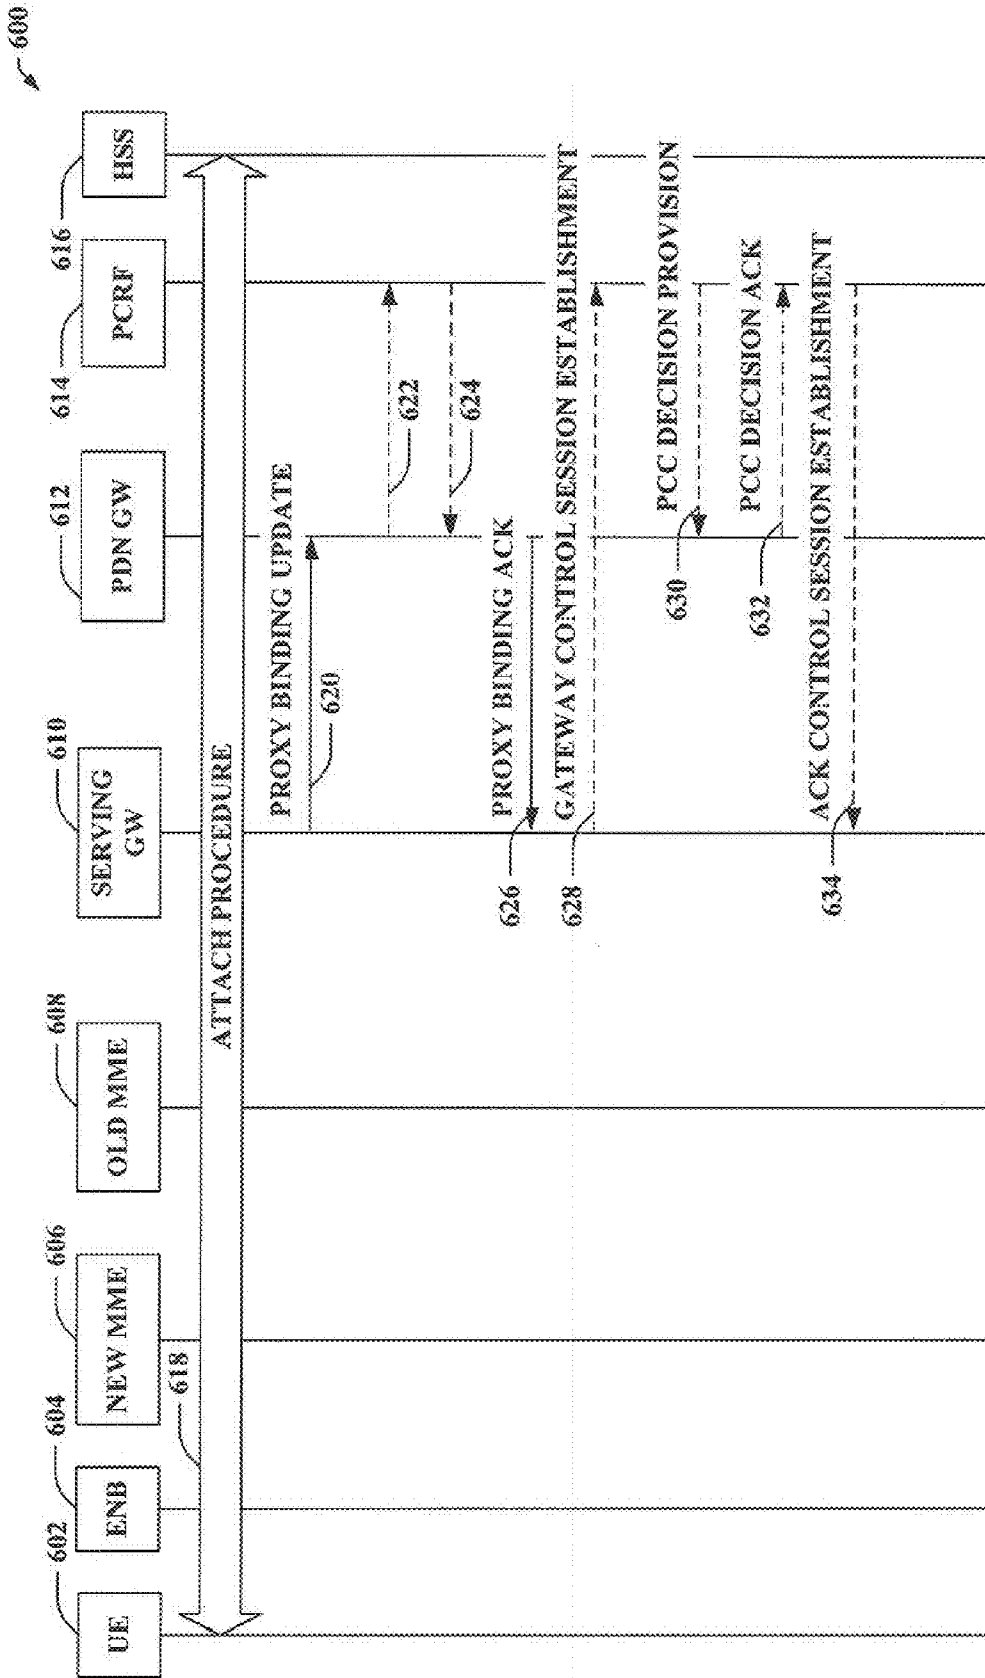 600
602
604
606
608
610
612
614
616
UE
ENB
NEW MME
OLD MME
SERVING
GW
PDN GW
PCRF
HSS
618
ATTACH PROCEDURE
PROXY BINDING UPDATE
620
622
624
PROXY BINDING ACK
626
GATEWAY CONTROL SESSION ESTABLISHMENT
628
PCC DECISION PROVISION
630
PCC DECISION ACK
632
ACK CONTROL SESSION ESTABLISHMENT
634